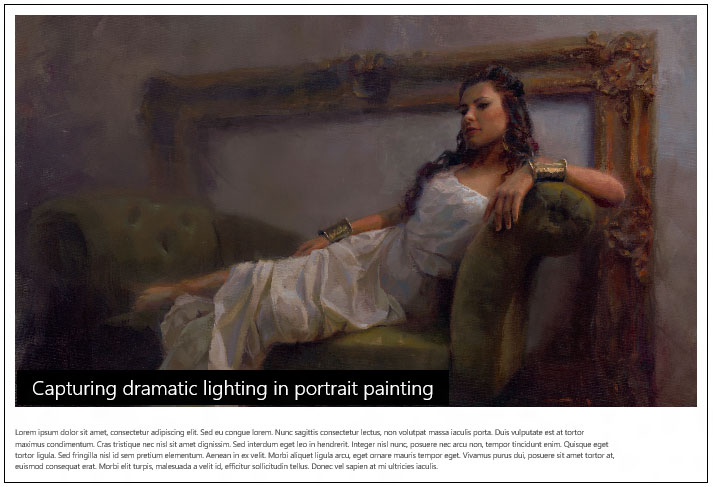 Capturing dramatic lighting in portrait painting
Lorem ipsum dolor sit amet, consectetur adipiscing elit. Sed eu congue lorem. Nunc sagittis consectetur lectus, non volutpat massa iaculis porta. Duis vulputate est at tortor
maximus condimentum. Cras tristique nec nisl sit amet dignissim. Sed interdum eget leo in hendrerit. Integer nisl nunc, posuere nec arcu non, tempor tincidunt enim. Quisque eget
tortor ligula. Sed fringilla nisl id sem pretium elementum. Aenean in ex velit. Morbi aliquet ligula arcu, eget ornare mauris tempor eget. Vivamus purus dui, posuere sit amet tortor at,
euismod consequat erat. Morbi elit turpis, malesuada a velit id, efficitur sollicitudin tellus. Donec vel sapien at mi ultricies iaculis.